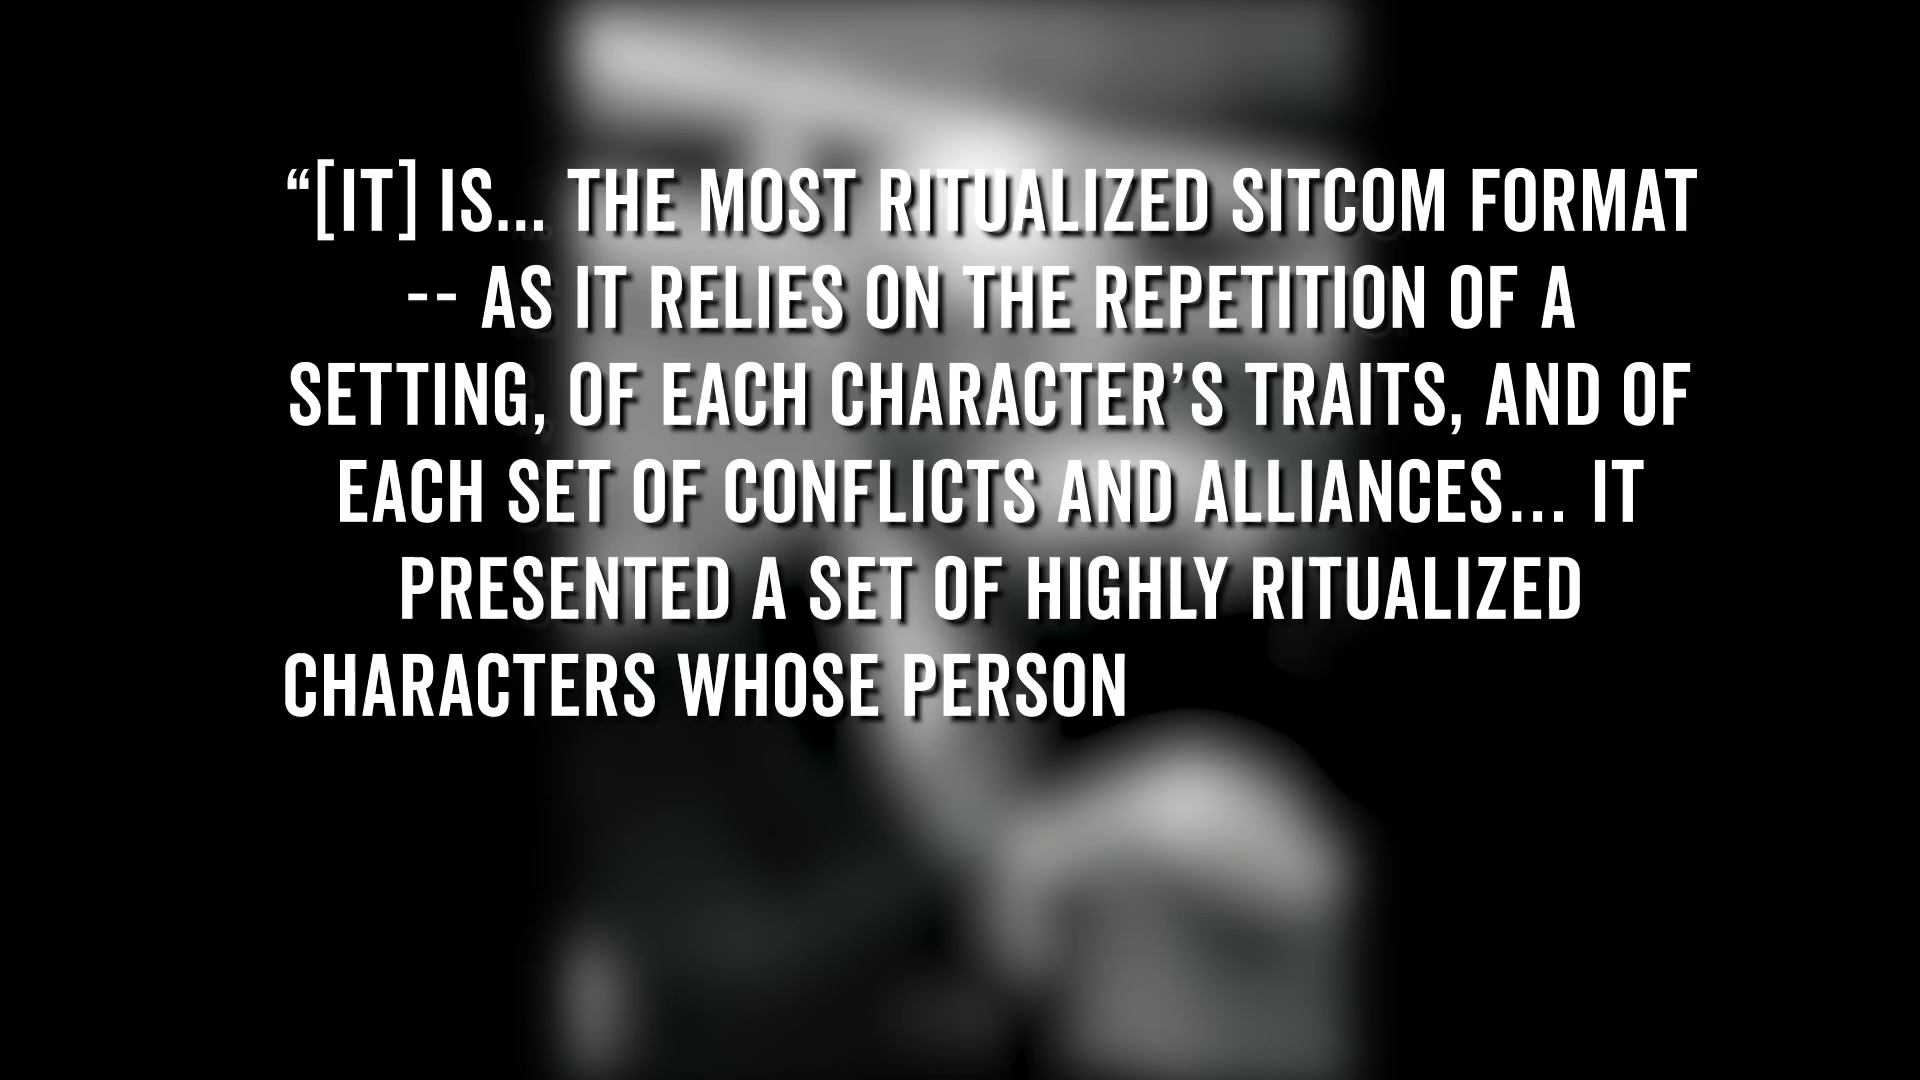 “[IT] IS... THE MOST RITUALIZED SITCOM FORMAT
-- AS IT RELIES ON THE REPETITION OF A
SETTING, OF EACH CHARACTER’S TRAITS, AND OF
EACH SET OF CONFLICTS AND ALLIANCES... IT
PRESENTED A SET OF HIGHLY RITUALIZED
CHARACTERS WHOSE PERSON